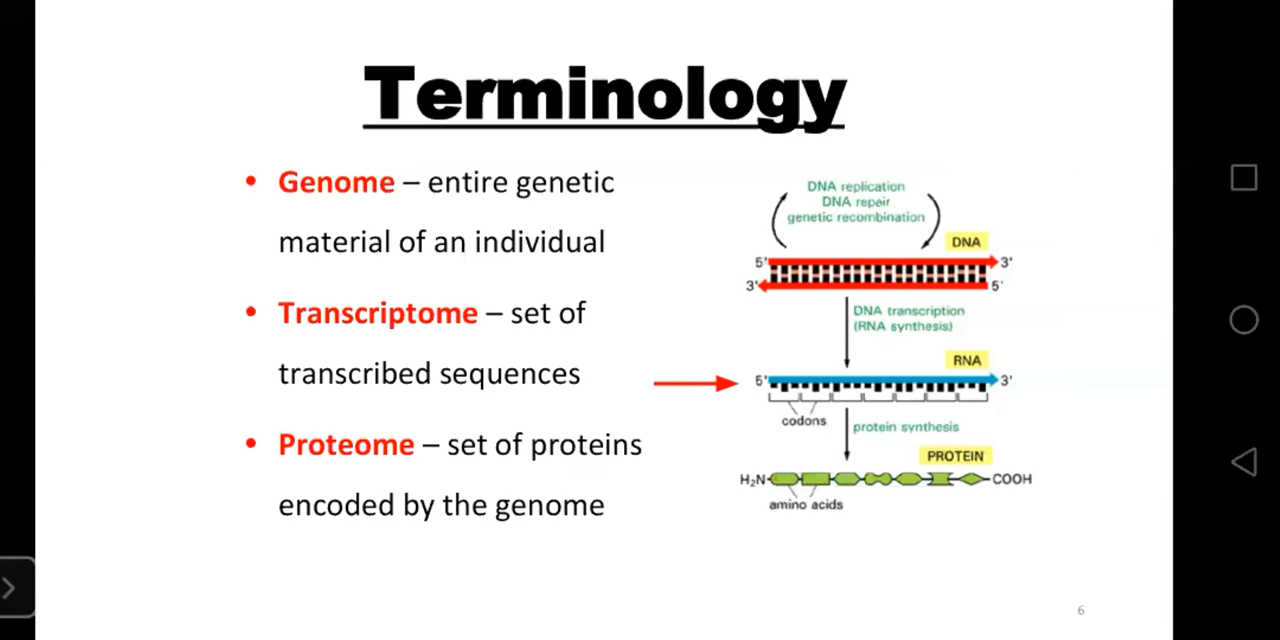 Terminology
• Genome – entire genetic
material of an individual
• Transcriptome – set of
transcribed sequences
• Proteome – set of proteins
encoded by the genome
DNA replication
DNA repair
genetic recombination
DNA
5' 3'
3' 5'
DNA transcription
(RNA synthesis)
RNA
5' 3'
codons
protein synthesis
PROTEIN
H₂N COOH
amino acids
6